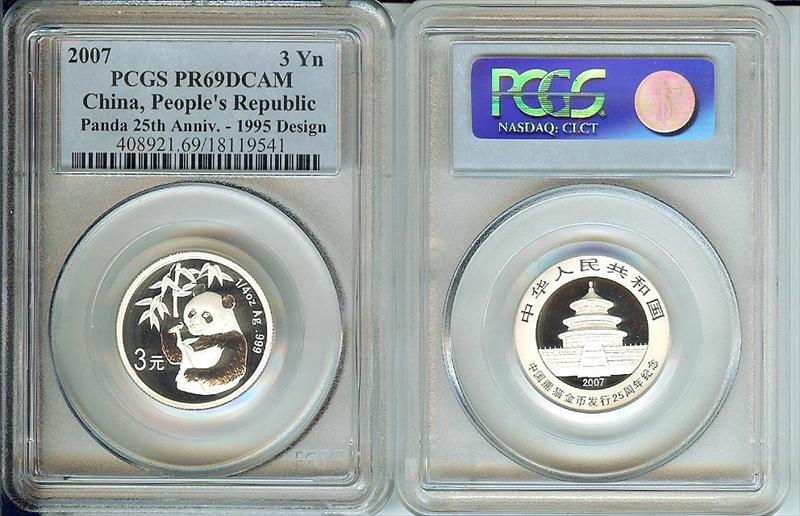 2007 3 Yn
PCGS PR69DCAM
China, People's Republic
Panda 25th Anniv. - 1995 Design
408921.69/18119541
1/4oz Ag .999
3元
PCGS
PCGS
NASDAQ: CLCT
中华人民共和国
2007
中国熊猫金币发行25周年纪念